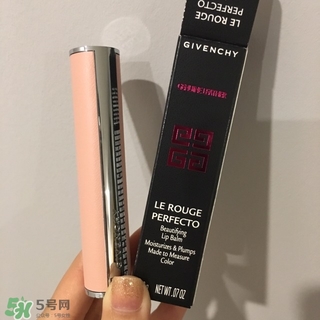 LE ROUGE
PERFECTO
GIVENCHY
LE ROUGE
PERFECTO
Beautifying
Lip Balm
Moisturizes & Plumps
Made to Measure
Color
NET WT .07 OZ
5号网